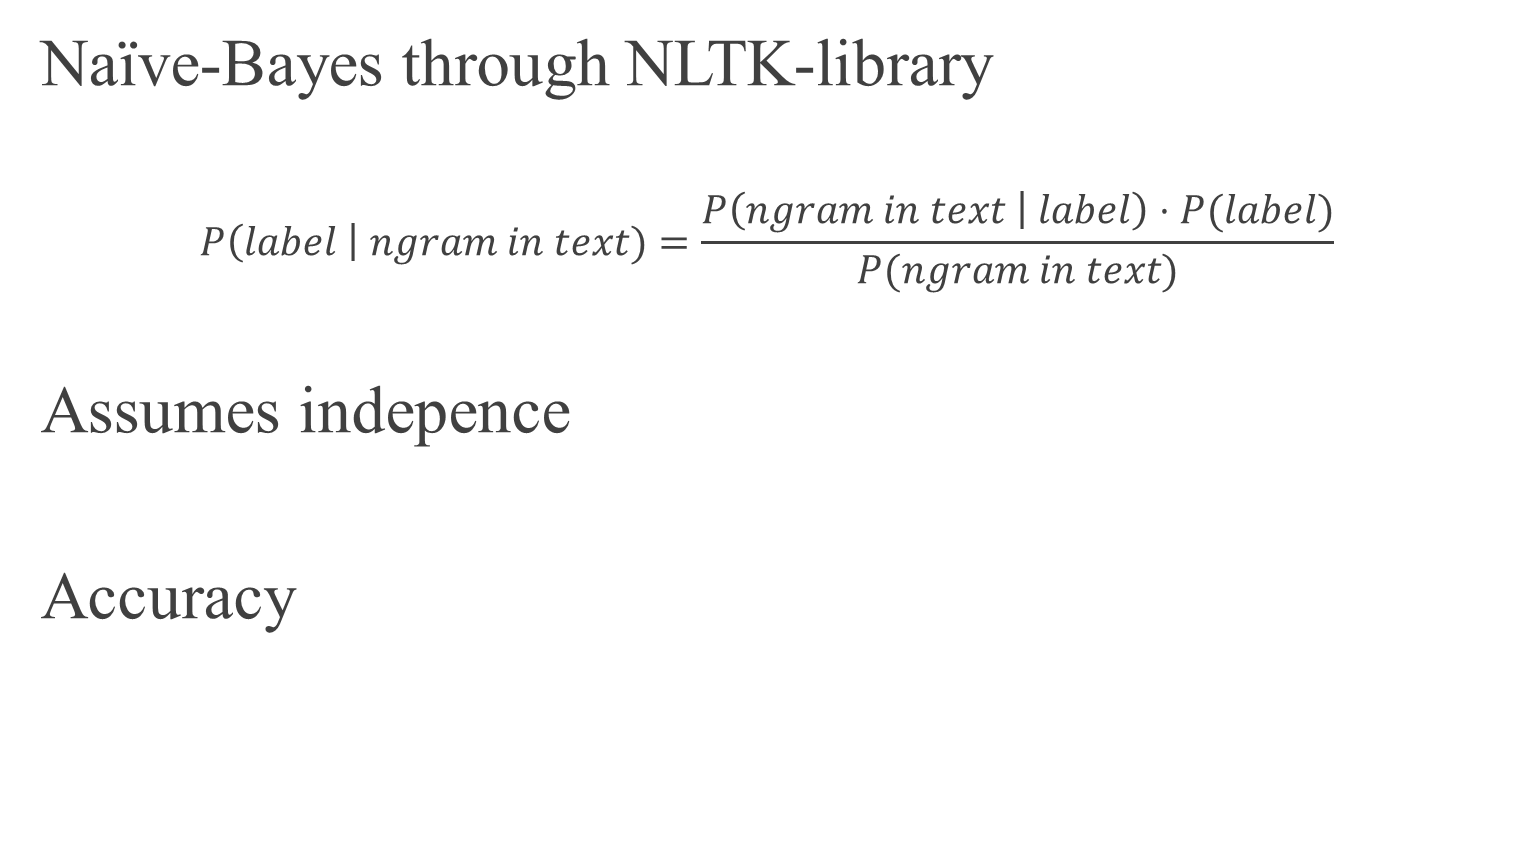 Naïve-Bayes through NLTK-library
P(label | ngram in text) = P(ngram in text | label) · P(label) / P(ngram in text)
Assumes indepence
Accuracy